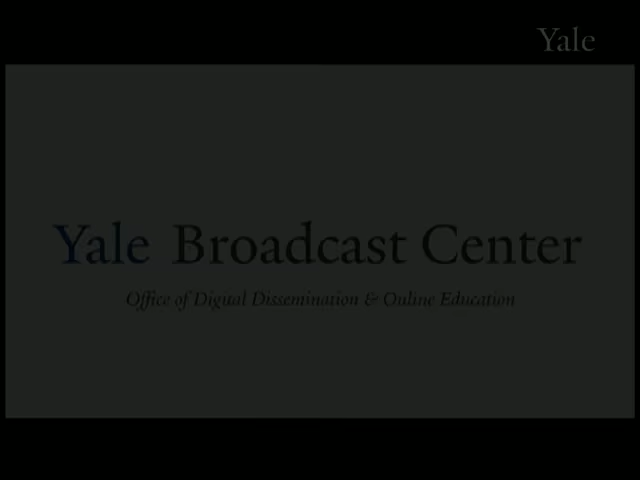 Yale
Yale Broadcast Center
Office of Digital Dissemination & Online Education